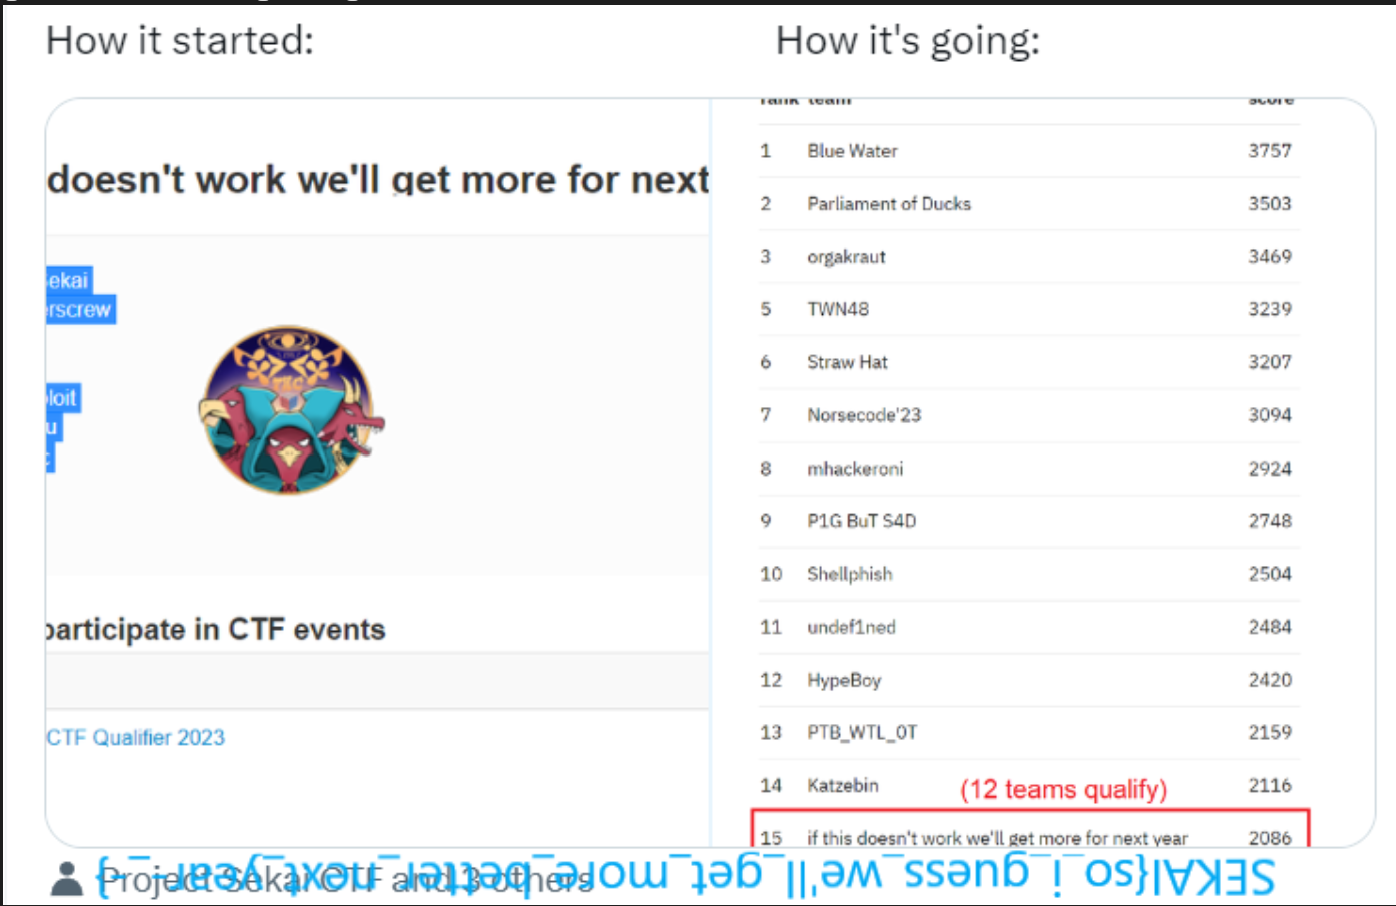 How it started:
How it's going:
doesn't work we'll get more for next
ekai
rscrew
loit
u
participate in CTF events
CTF Qualifier 2023
rank team score
1 Blue Water 3757
2 Parliament of Ducks 3503
3 orgakraut 3469
5 TWN48 3239
6 Straw Hat 3207
7 Norsecode'23 3094
8 mhackeroni 2924
9 P1G BuT S4D 2748
10 Shellphish 2504
11 undef1ned 2484
12 HypeBoy 2420
13 PTB_WTL_0T 2159
14 Katzebin 2116
(12 teams qualify)
15 if this doesn't work we'll get more for next year 2086
Project Sekai CTF and 3 others
SEKAI{so_i_guess_we'll_get_more_better_next_year_-_-}